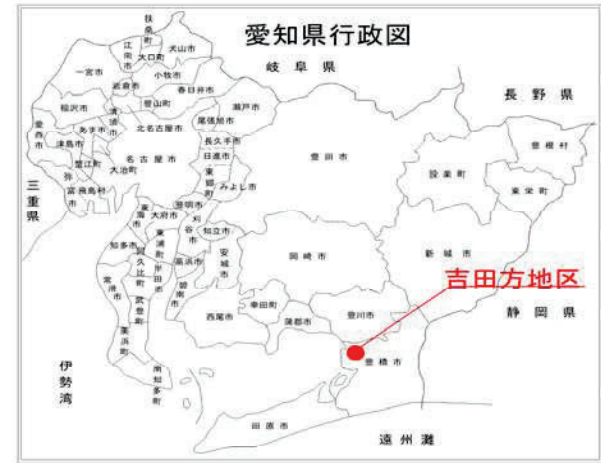 愛知県行政図
岐阜県
長野県
三重県
静岡県
伊勢湾
遠州灘
吉田方地区
扶桑町
江南市
大口町
犬山市
一宮市
小牧市
岩倉市
春日井市
稲沢市
清須市
豊山町
瀬戸市
尾張旭市
愛西市
あま市
北名古屋市
津島市
長久手市
名古屋市
日進市
蟹江町
大治町
東郷町
みよし市
弥富市
飛島村
豊田市
設楽町
豊根村
東栄町
東海市
大府市
豊明市
刈谷市
知立市
知多市
東浦町
安城市
岡崎市
新城市
阿久比町
半田市
高浜市
碧南市
常滑市
武豊町
西尾市
幸田町
蒲郡市
豊川市
美浜町
南知多町
豊橋市
田原市